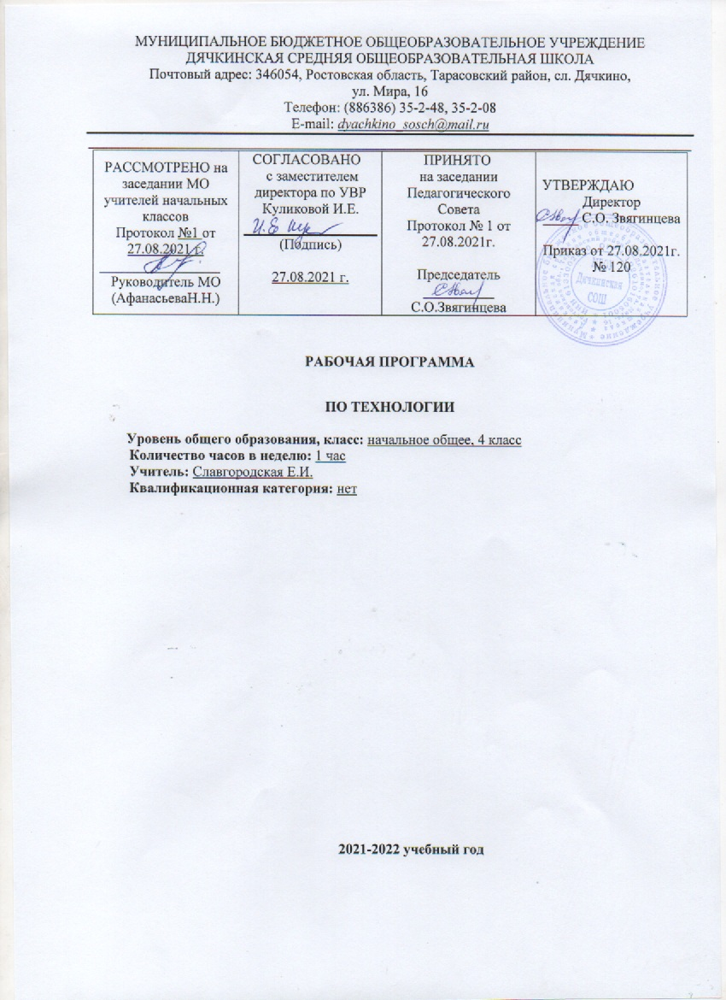 МУНИЦИПАЛЬНОЕ БЮДЖЕТНОЕ ОБЩЕОБРАЗОВАТЕЛЬНОЕ УЧРЕЖДЕНИЕ
ДЯЧКИНСКАЯ СРЕДНЯЯ ОБЩЕОБРАЗОВАТЕЛЬНАЯ ШКОЛА
Почтовый адрес: 346054, Ростовская область, Тарасовский район, сл. Дячкино,
ул. Мира, 16
Телефон: (886386) 35-2-48, 35-2-08
E-mail: dyachkino_sosch@mail.ru
РАССМОТРЕНО на
заседании МО
учителей начальных
классов
Протокол №1 от
27.08.2021 г.
Руководитель МО
(АфанасьеваН.Н.)
СОГЛАСОВАНО
с заместителем
директора по УВР
Куликовой И.Е.
(Подпись)
27.08.2021 г.
ПРИНЯТО
на заседании
Педагогического
Совета
Протокол № 1 от
27.08.2021г.
Председатель
С.О.Звягинцева
УТВЕРЖДАЮ
Директор
С.О. Звягинцева
Приказ от 27.08.2021г.
№ 120
Дячкинская
СОШ
РАБОЧАЯ ПРОГРАММА
ПО ТЕХНОЛОГИИ
Уровень общего образования, класс: начальное общее, 4 класс
Количество часов в неделю: 1 час
Учитель: Славгородская Е.И.
Квалификационная категория: нет
2021-2022 учебный год